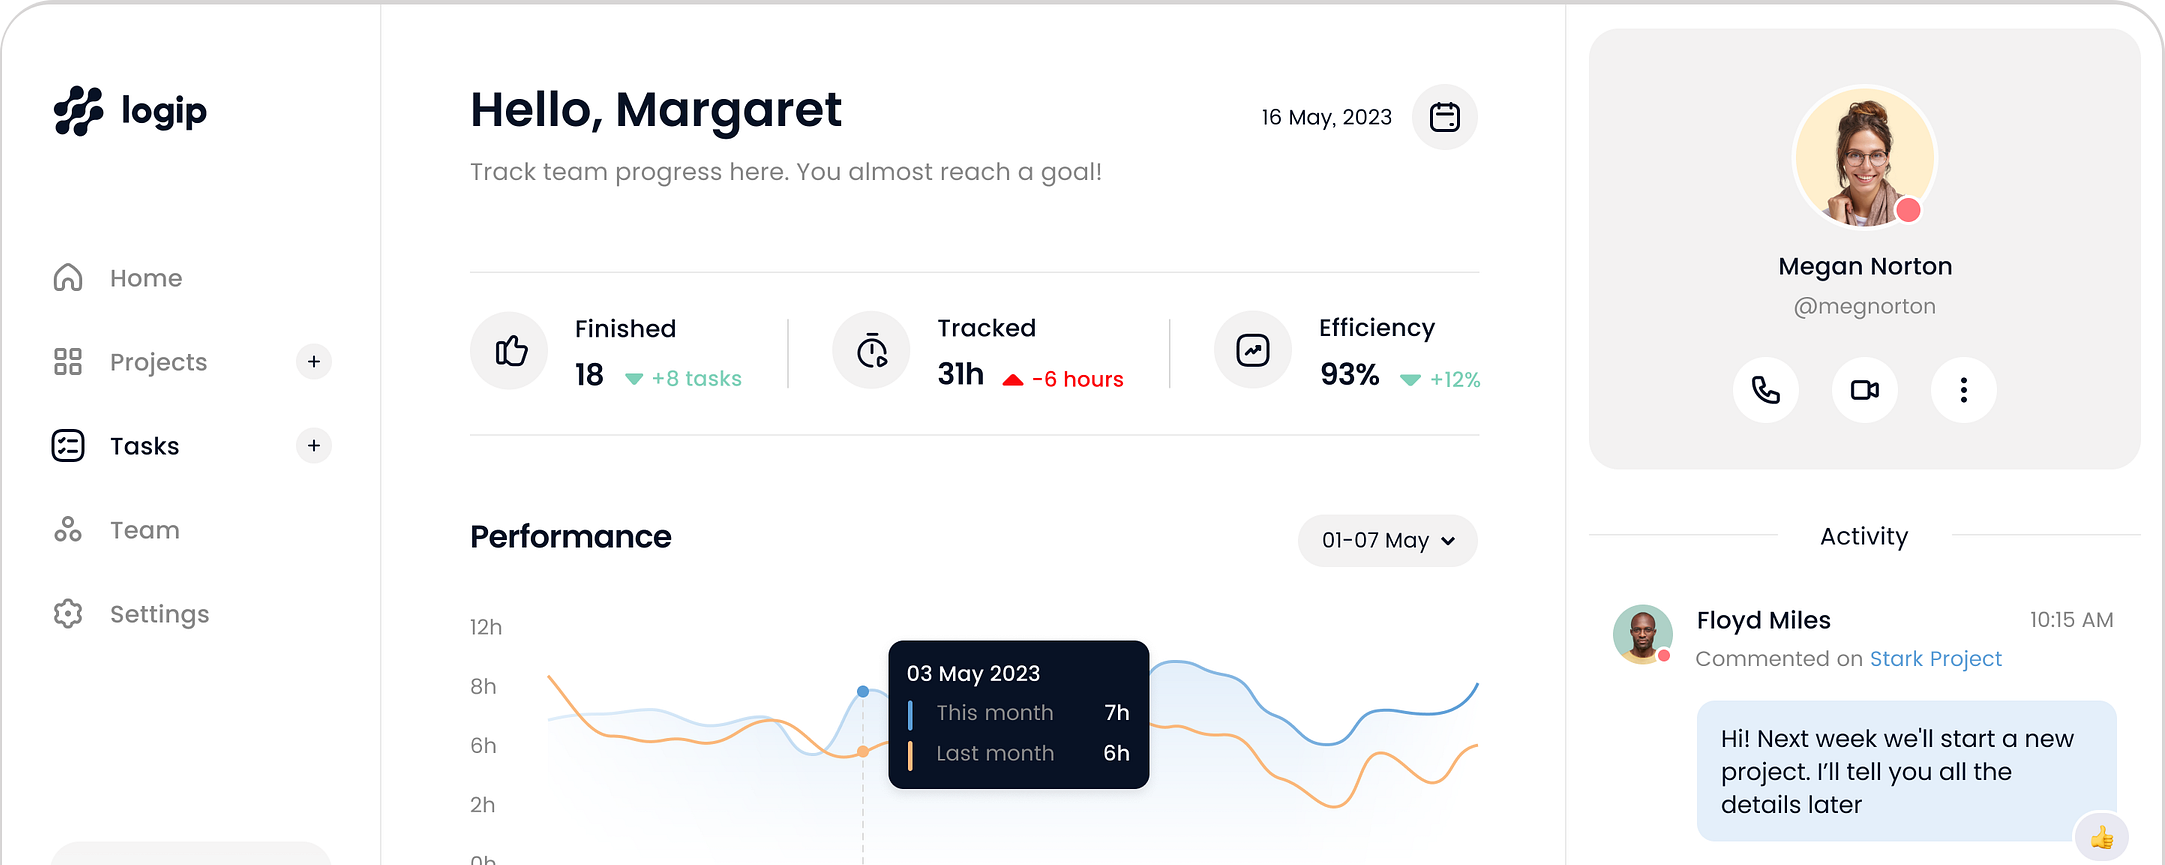 logip
Home
Projects
+
Tasks
+
Team
Settings
Hello, Margaret
16 May, 2023
Track team progress here. You almost reach a goal!
Finished
18 +8 tasks
Tracked
31h -6 hours
Efficiency
93% +12%
Performance
01-07 May
12h
8h
6h
2h
0h
03 May 2023
This month 7h
Last month 6h
Megan Norton
@megnorton
Activity
Floyd Miles
10:15 AM
Commented on Stark Project
Hi! Next week we'll start a new
project. I’ll tell you all the
details later